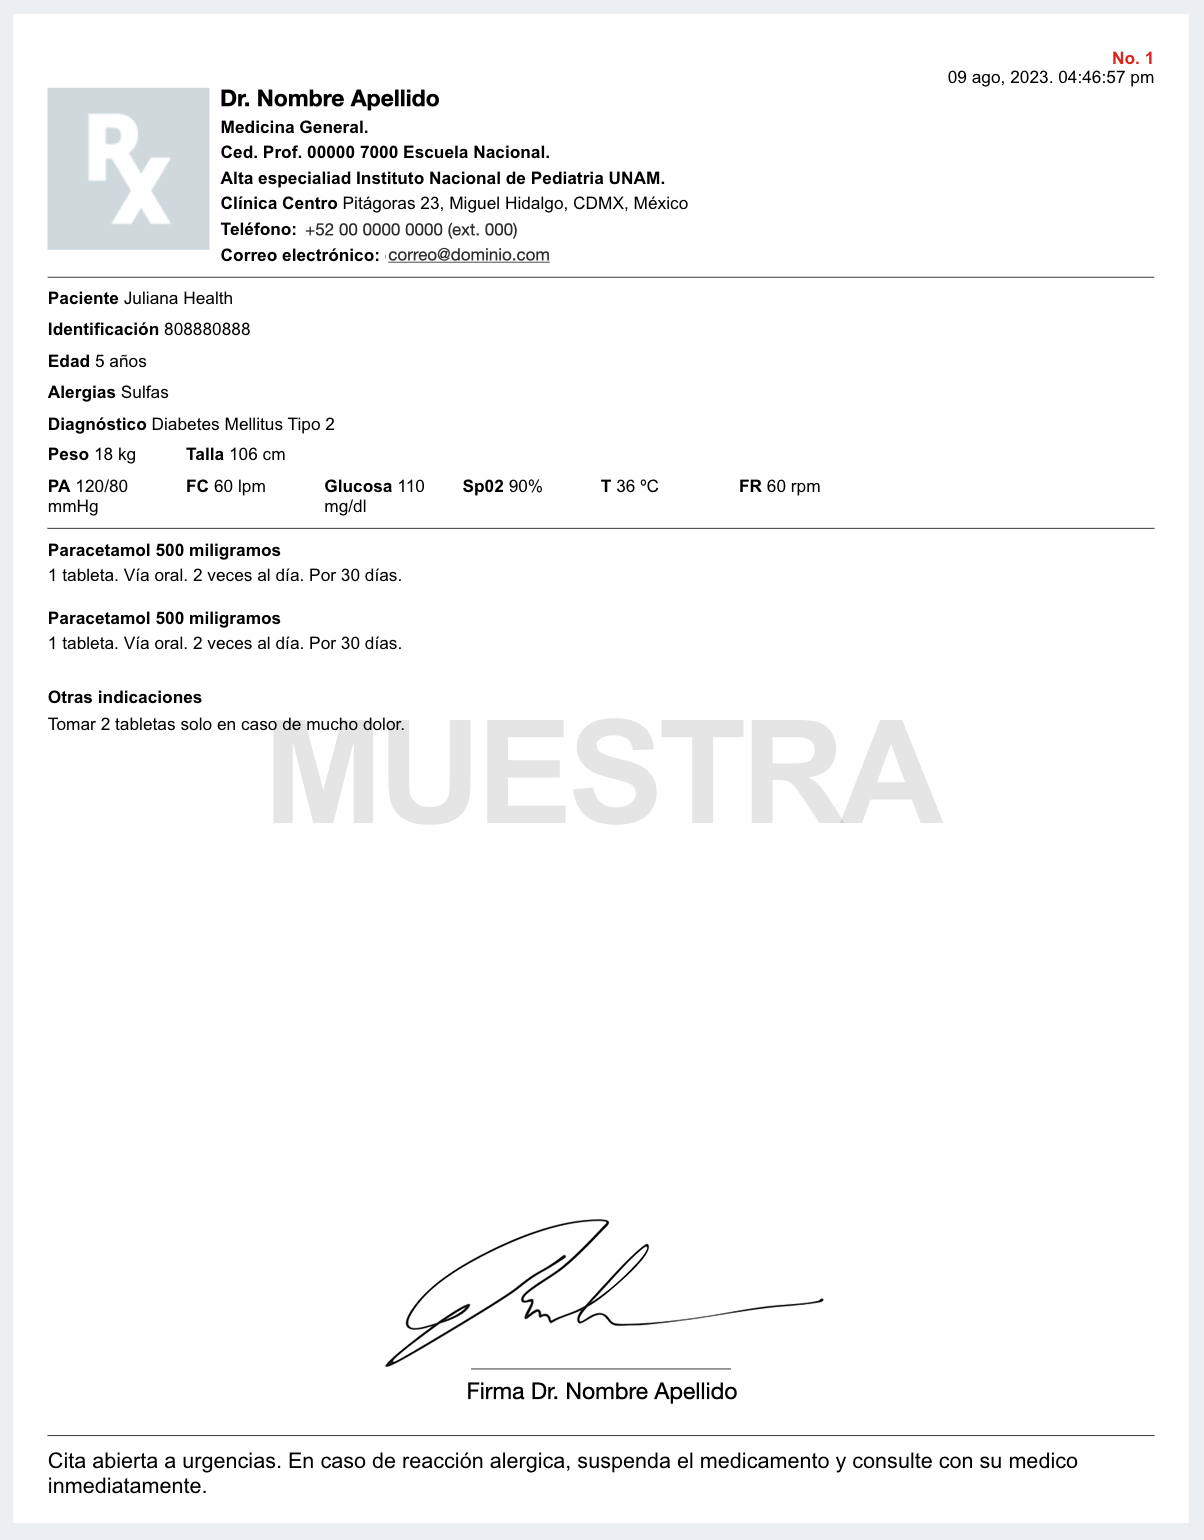 No. 1
09 ago, 2023. 04:46:57 pm
RX
Dr. Nombre Apellido
Medicina General.
Ced. Prof. 00000 7000 Escuela Nacional.
Alta especialiad Instituto Nacional de Pediatria UNAM.
Clínica Centro Pitágoras 23, Miguel Hidalgo, CDMX, México
Teléfono: +52 00 0000 0000 (ext. 000)
Correo electrónico: correo@dominio.com
Paciente Juliana Health
Identificación 808880888
Edad 5 años
Alergias Sulfas
Diagnóstico Diabetes Mellitus Tipo 2
Peso 18 kg Talla 106 cm
PA 120/80 FC 60 lpm Glucosa 110 Sp02 90% T 36 ºC FR 60 rpm
mmHg mg/dl
Paracetamol 500 miligramos
1 tableta. Vía oral. 2 veces al día. Por 30 días.
Paracetamol 500 miligramos
1 tableta. Vía oral. 2 veces al día. Por 30 días.
Otras indicaciones
Tomar 2 tabletas solo en caso de mucho dolor.
MUESTRA
Firma Dr. Nombre Apellido
Cita abierta a urgencias. En caso de reacción alergica, suspenda el medicamento y consulte con su medico
inmediatamente.